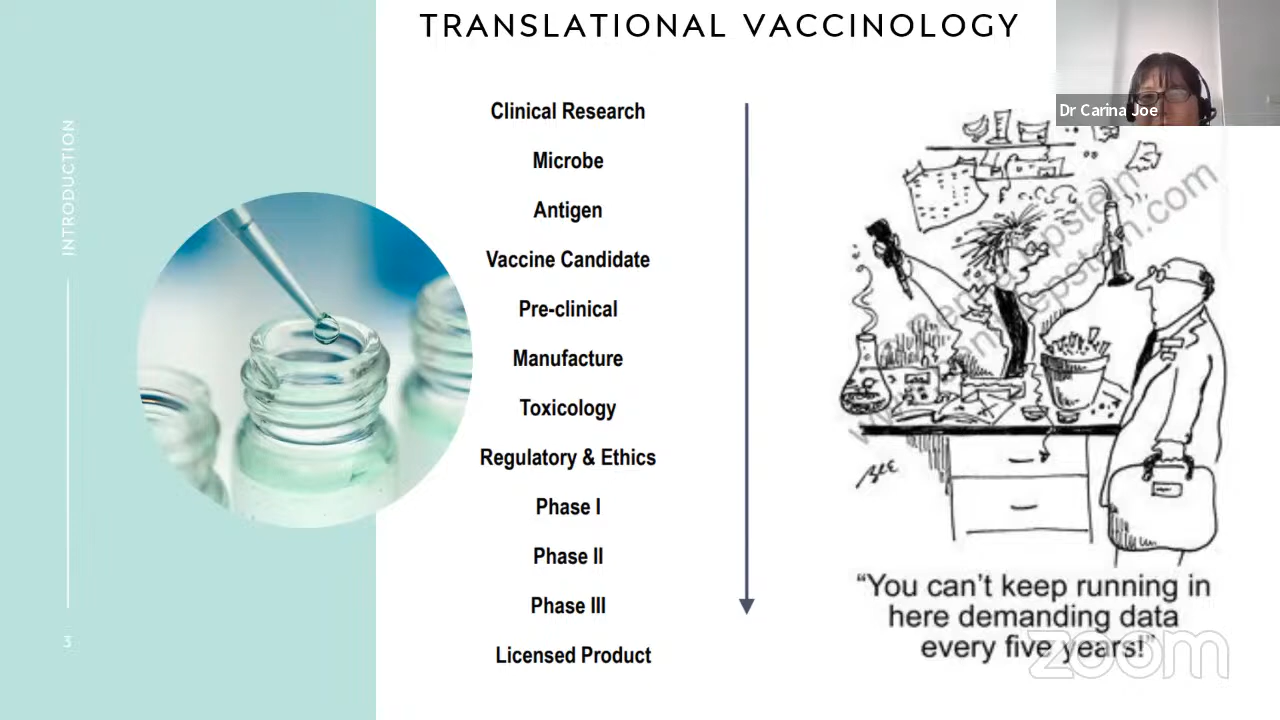 TRANSLATIONAL VACCINOLOGY
Dr Carina Joe
INTRODUCTION
Clinical Research
Microbe
Antigen
Vaccine Candidate
Pre-clinical
Manufacture
Toxicology
Regulatory & Ethics
Phase I
Phase II
Phase III
Licensed Product
“You can’t keep running in
here demanding data
every five years!”
zoom
3